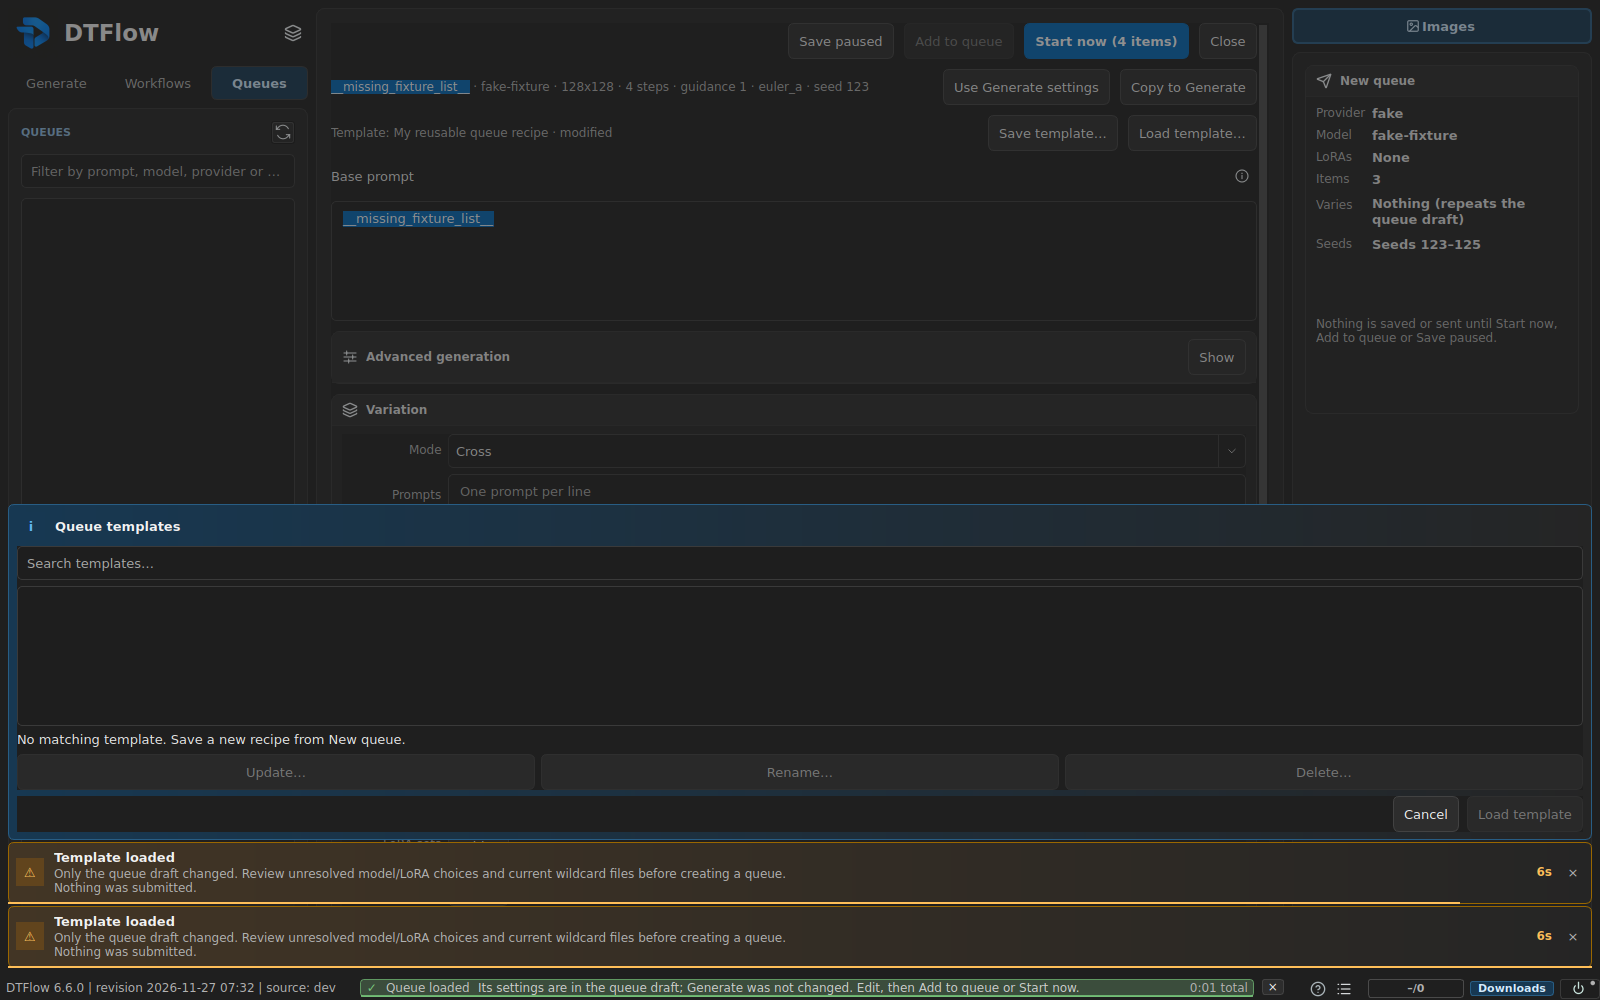 DTFlow
Generate
Workflows
Queues
QUEUES
Filter by prompt, model, provider or ...
Save paused
Add to queue
Start now (4 items)
Close
__missing_fixture_list__ · fake-fixture · 128x128 · 4 steps · guidance 1 · euler_a · seed 123
Use Generate settings
Copy to Generate
Template: My reusable queue recipe · modified
Save template...
Load template...
Base prompt
__missing_fixture_list__
Advanced generation
Show
Variation
Mode
Cross
Prompts
One prompt per line
Images
New queue
Provider fake
Model fake-fixture
LoRAs None
Items 3
Varies Nothing (repeats the
queue draft)
Seeds Seeds 123–125
Nothing is saved or sent until Start now,
Add to queue or Save paused.
i Queue templates
Search templates...
No matching template. Save a new recipe from New queue.
Update...
Rename...
Delete...
Cancel
Load template
Template loaded
Only the queue draft changed. Review unresolved model/LoRA choices and current wildcard files before creating a queue.
Nothing was submitted.
6s ×
Template loaded
Only the queue draft changed. Review unresolved model/LoRA choices and current wildcard files before creating a queue.
Nothing was submitted.
6s ×
DTFlow 6.6.0 | revision 2026-11-27 07:32 | source: dev
✓ Queue loaded Its settings are in the queue draft; Generate was not changed. Edit, then Add to queue or Start now. 0:01 total
×
–/0
Downloads